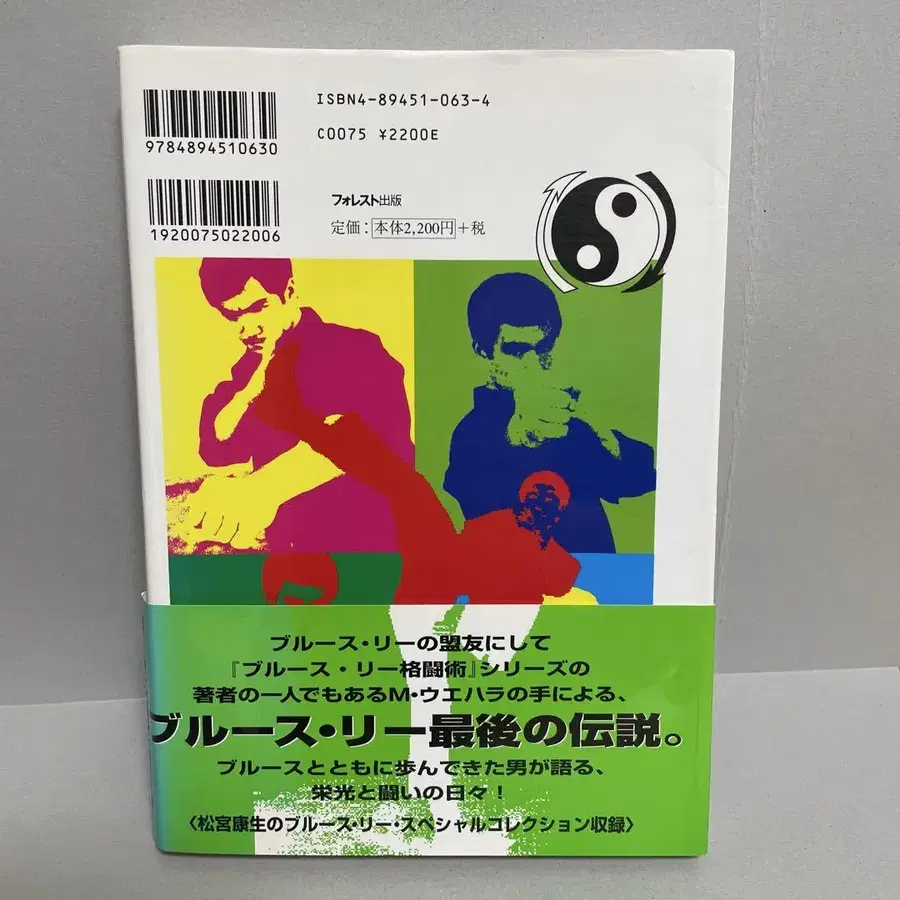 ISBN4-89451-063-4
C0075 ¥2200E
9784894510630
1920075022006
フォレスト出版
定価：本体2,200円+税
ブルース・リーの盟友にして
『ブルース・リー格闘術』シリーズの
著者の一人でもあるM・ウエハラの手による、
ブルース・リー最後の伝説。
ブルースとともに歩んできた男が語る、
栄光と闘いの日々！
〈松宮康生のブルース・リー・スペシャルコレクション収録〉